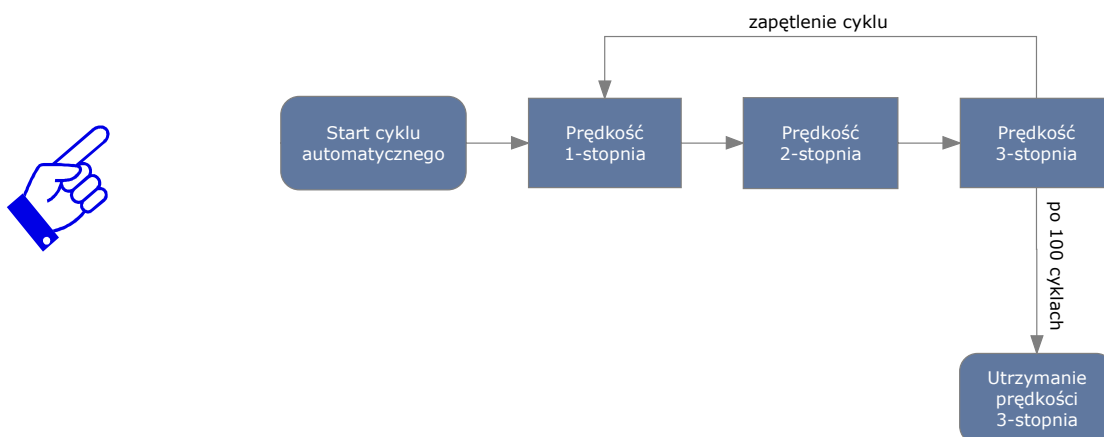 zapętlenie cyklu
Start cyklu
automatycznego
Prędkość
1-stopnia
Prędkość
2-stopnia
Prędkość
3-stopnia
po 100 cyklach
Utrzymanie
prędkości
3-stopnia